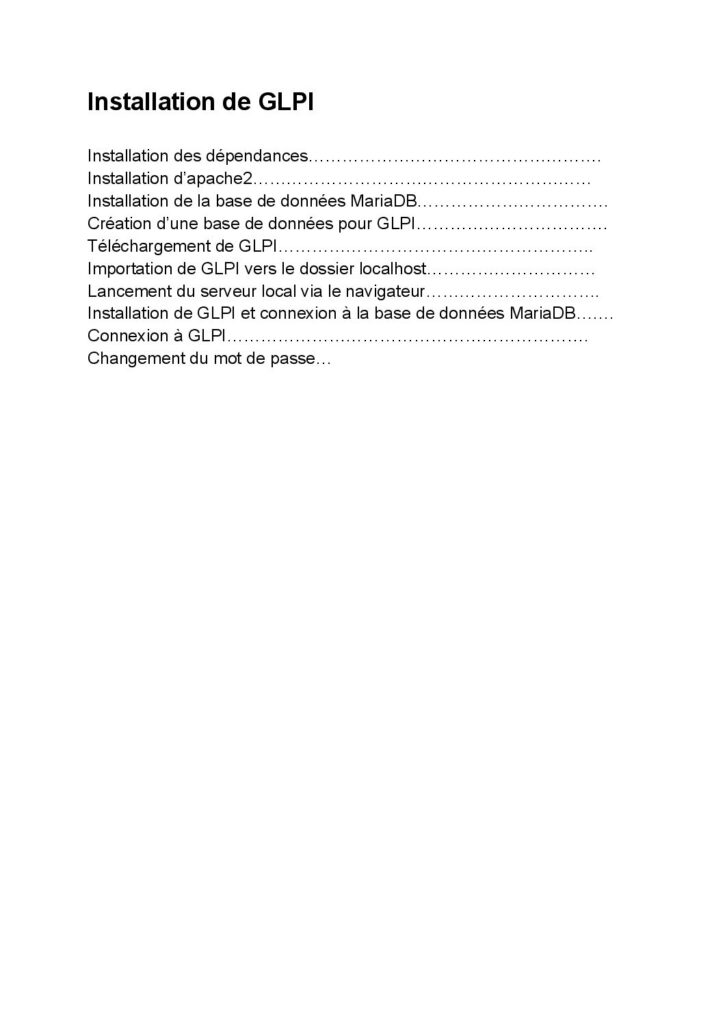 Installation de GLPI
Installation des dépendances…………………………………………….
Installation d’apache2……………………………………………………
Installation de la base de données MariaDB…………………………….
Création d’une base de données pour GLPI…………………………….
Téléchargement de GLPI………………………………………………..
Importation de GLPI vers le dossier localhost…………………………
Lancement du serveur local via le navigateur………………………….
Installation de GLPI et connexion à la base de données MariaDB…….
Connexion à GLPI……………………………………………………….
Changement du mot de passe…